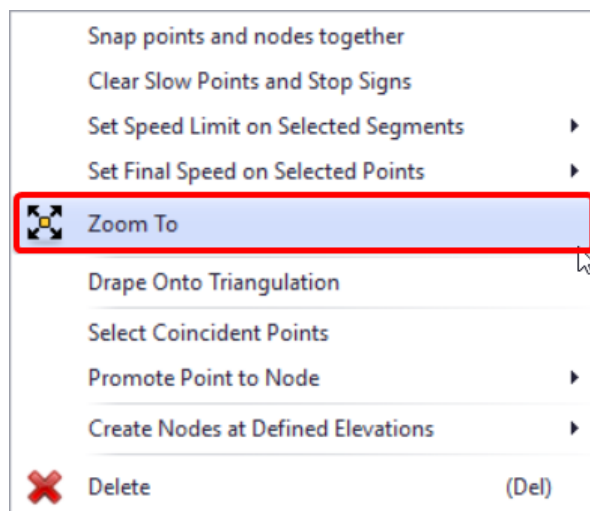 Snap points and nodes together
Clear Slow Points and Stop Signs
Set Speed Limit on Selected Segments
Set Final Speed on Selected Points
Zoom To
Drape Onto Triangulation
Select Coincident Points
Promote Point to Node
Create Nodes at Defined Elevations
Delete (Del)